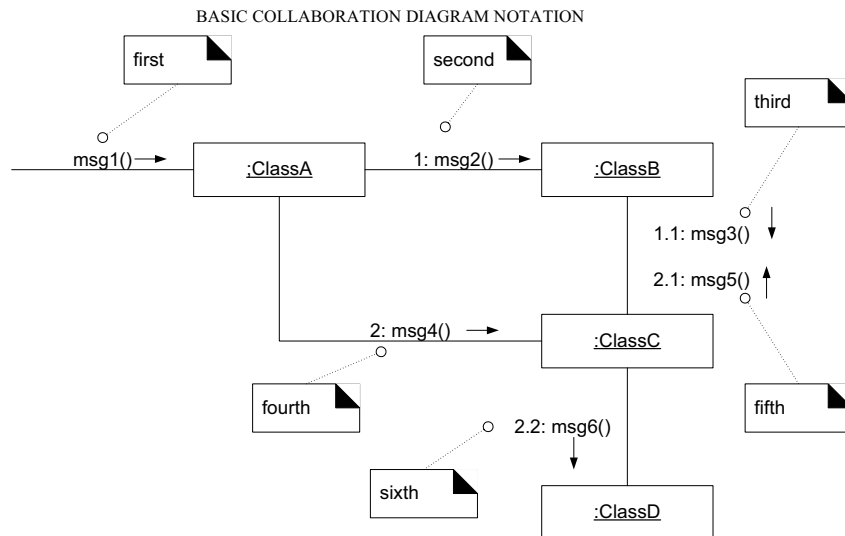 BASIC COLLABORATION DIAGRAM NOTATION
first
second
third
msg1()
:ClassA
1: msg2()
:ClassB
1.1: msg3()
2.1: msg5()
2: msg4()
:ClassC
fourth
fifth
2.2: msg6()
sixth
:ClassD